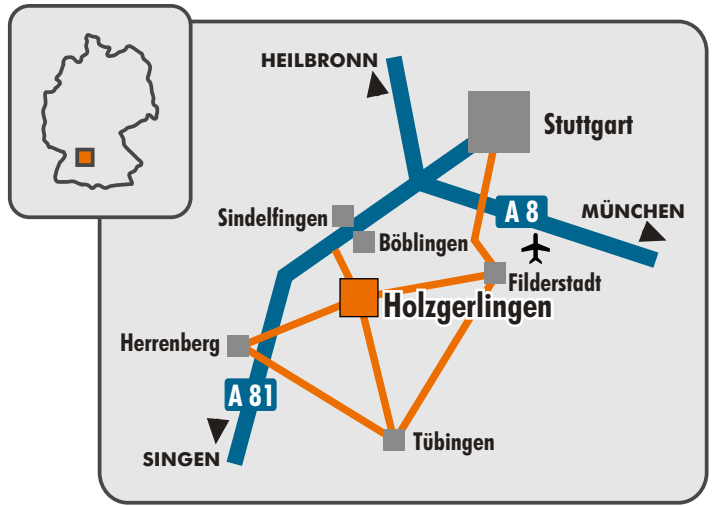 HEILBRONN
Stuttgart
Sindelfingen
A 8
MÜNCHEN
Böblingen
Filderstadt
Holzgerlingen
Herrenberg
A 81
Tübingen
SINGEN